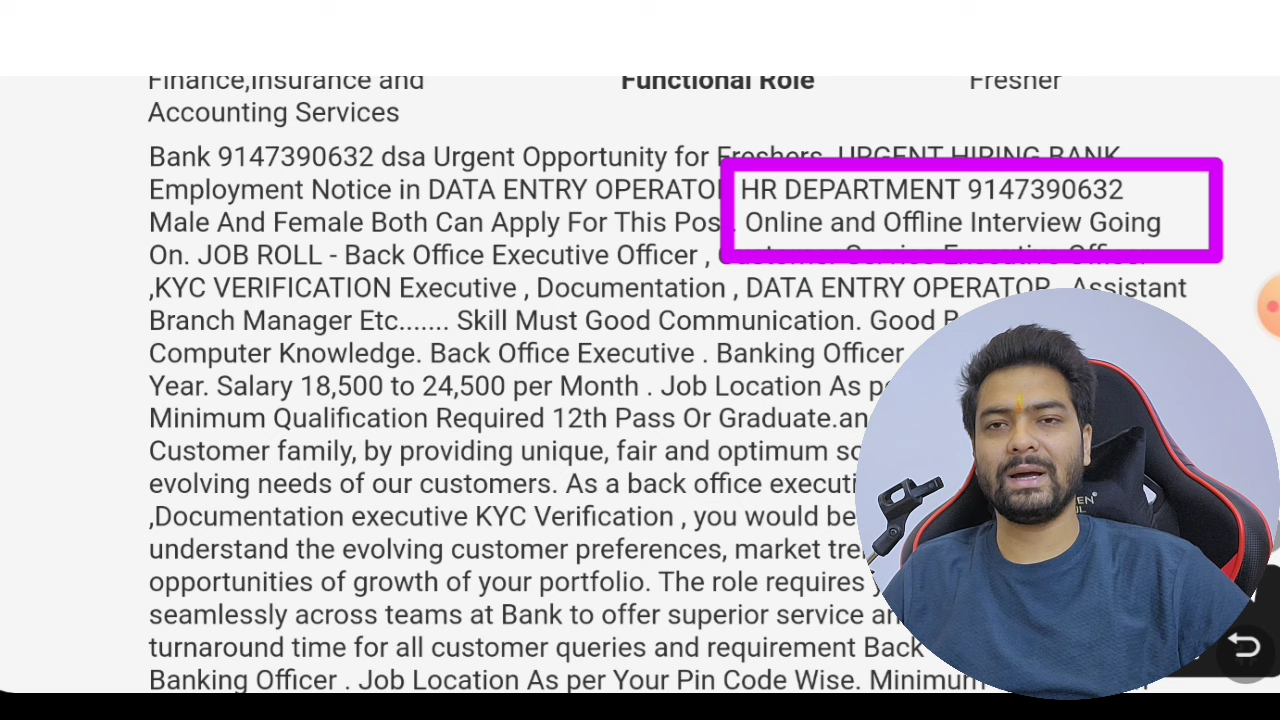 Finance,Insurance and
Accounting Services
Functional Role
Fresher
Bank 9147390632 dsa Urgent Opportunity for Freshers. URGENT HIRING BANK
Employment Notice in DATA ENTRY OPERATOR HR DEPARTMENT 9147390632
Male And Female Both Can Apply For This Pos . Online and Offline Interview Going
On. JOB ROLL - Back Office Executive Officer , Customer Service Executive Officer
,KYC VERIFICATION Executive , Documentation , DATA ENTRY OPERATOR , Assistant
Branch Manager Etc....... Skill Must Good Communication. Good
Computer Knowledge. Back Office Executive . Banking Officer
Year. Salary 18,500 to 24,500 per Month . Job Location As
Minimum Qualification Required 12th Pass Or Graduate.an
Customer family, by providing unique, fair and optimum
evolving needs of our customers. As a back office
,Documentation executive KYC Verification , you would be
understand the evolving customer preferences, market
opportunities of growth of your portfolio. The role requires
seamlessly across teams at Bank to offer superior service
turnaround time for all customer queries and requirement Back
Banking Officer . Job Location As per Your Pin Code Wise. Minimum